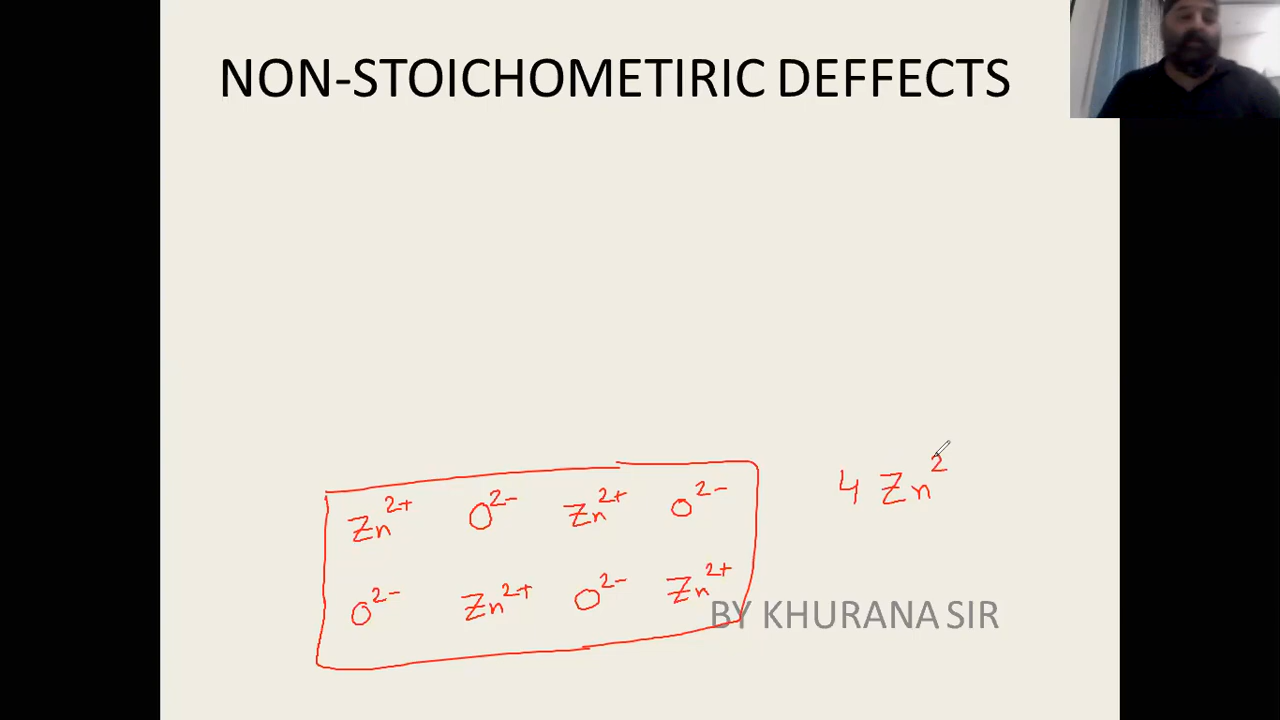 NON-STOICHOMETIRIC DEFFECTS
Zn²⁺ O²⁻ Zn²⁺ O²⁻
4 Zn²
O²⁻ Zn²⁺ O²⁻ Zn²⁺
BY KHURANA SIR